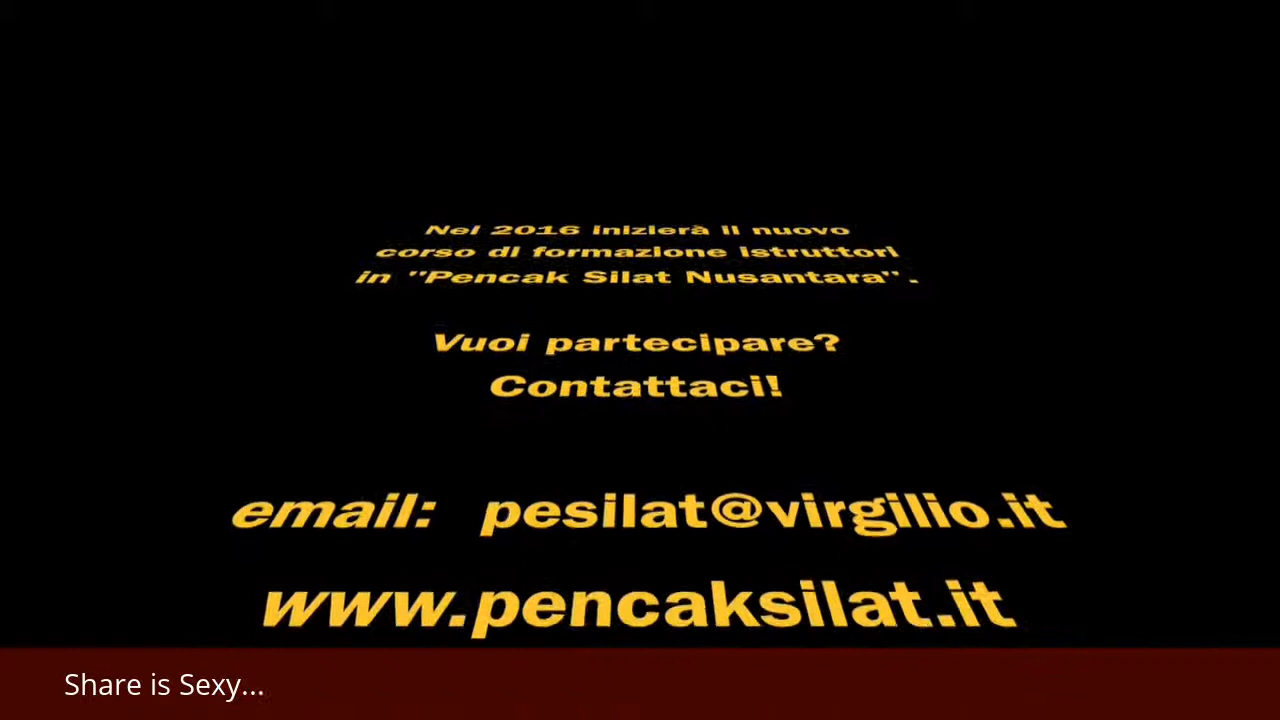 Nel 2016 inizierà il nuovo
corso di formazione istruttori
in "Pencak Silat Nusantara".
Vuoi partecipare?
Contattaci!
email: pesilat@virgilio.it
www.pencaksilat.it
Share is Sexy...